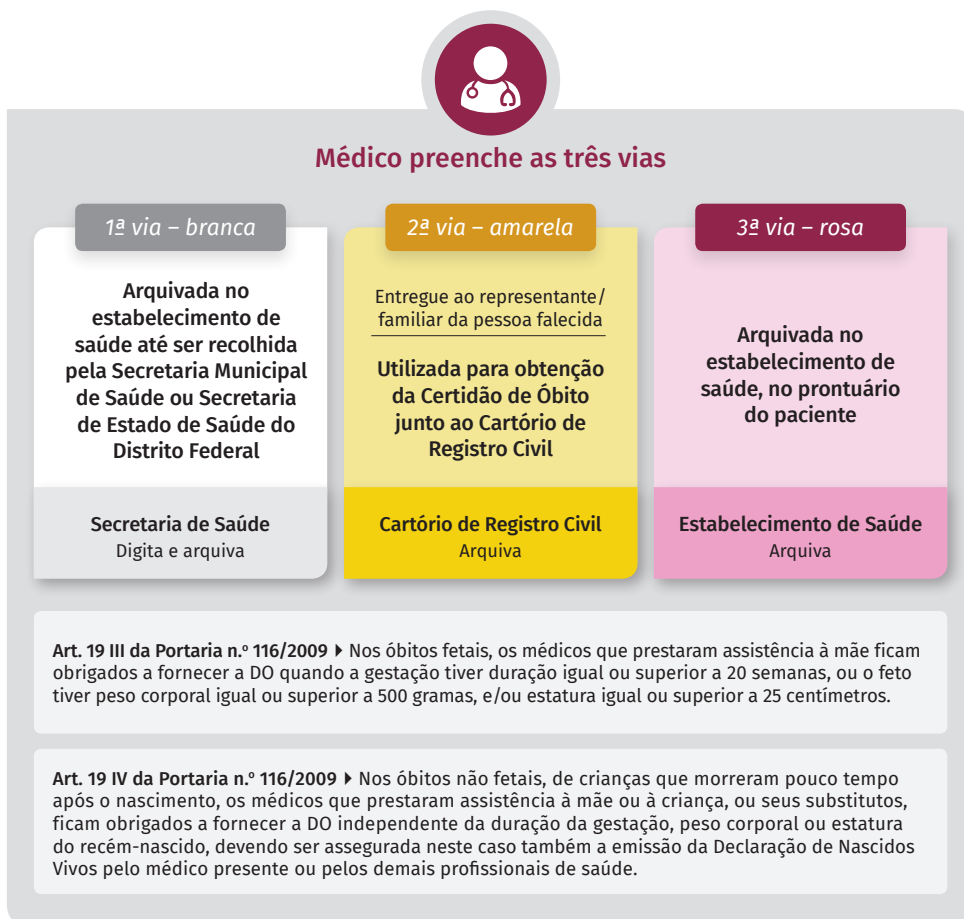 Médico preenche as três vias
1ª via – branca
Arquivada no
estabelecimento de
saúde até ser recolhida
pela Secretaria Municipal
de Saúde ou Secretaria
de Estado de Saúde do
Distrito Federal
Secretaria de Saúde
Digita e arquiva
2ª via – amarela
Entregue ao representante/
familiar da pessoa falecida
Utilizada para obtenção
da Certidão de Óbito
junto ao Cartório de
Registro Civil
Cartório de Registro Civil
Arquiva
3ª via – rosa
Arquivada no
estabelecimento de
saúde, no prontuário
do paciente
Estabelecimento de Saúde
Arquiva
Art. 19 III da Portaria n.º 116/2009 ▶ Nos óbitos fetais, os médicos que prestaram assistência à mãe ficam
obrigados a fornecer a DO quando a gestação tiver duração igual ou superior a 20 semanas, ou o feto
tiver peso corporal igual ou superior a 500 gramas, e/ou estatura igual ou superior a 25 centímetros.
Art. 19 IV da Portaria n.º 116/2009 ▶ Nos óbitos não fetais, de crianças que morreram pouco tempo
após o nascimento, os médicos que prestaram assistência à mãe ou à criança, ou seus substitutos,
ficam obrigados a fornecer a DO independente da duração da gestação, peso corporal ou estatura
do recém-nascido, devendo ser assegurada neste caso também a emissão da Declaração de Nascidos
Vivos pelo médico presente ou pelos demais profissionais de saúde.